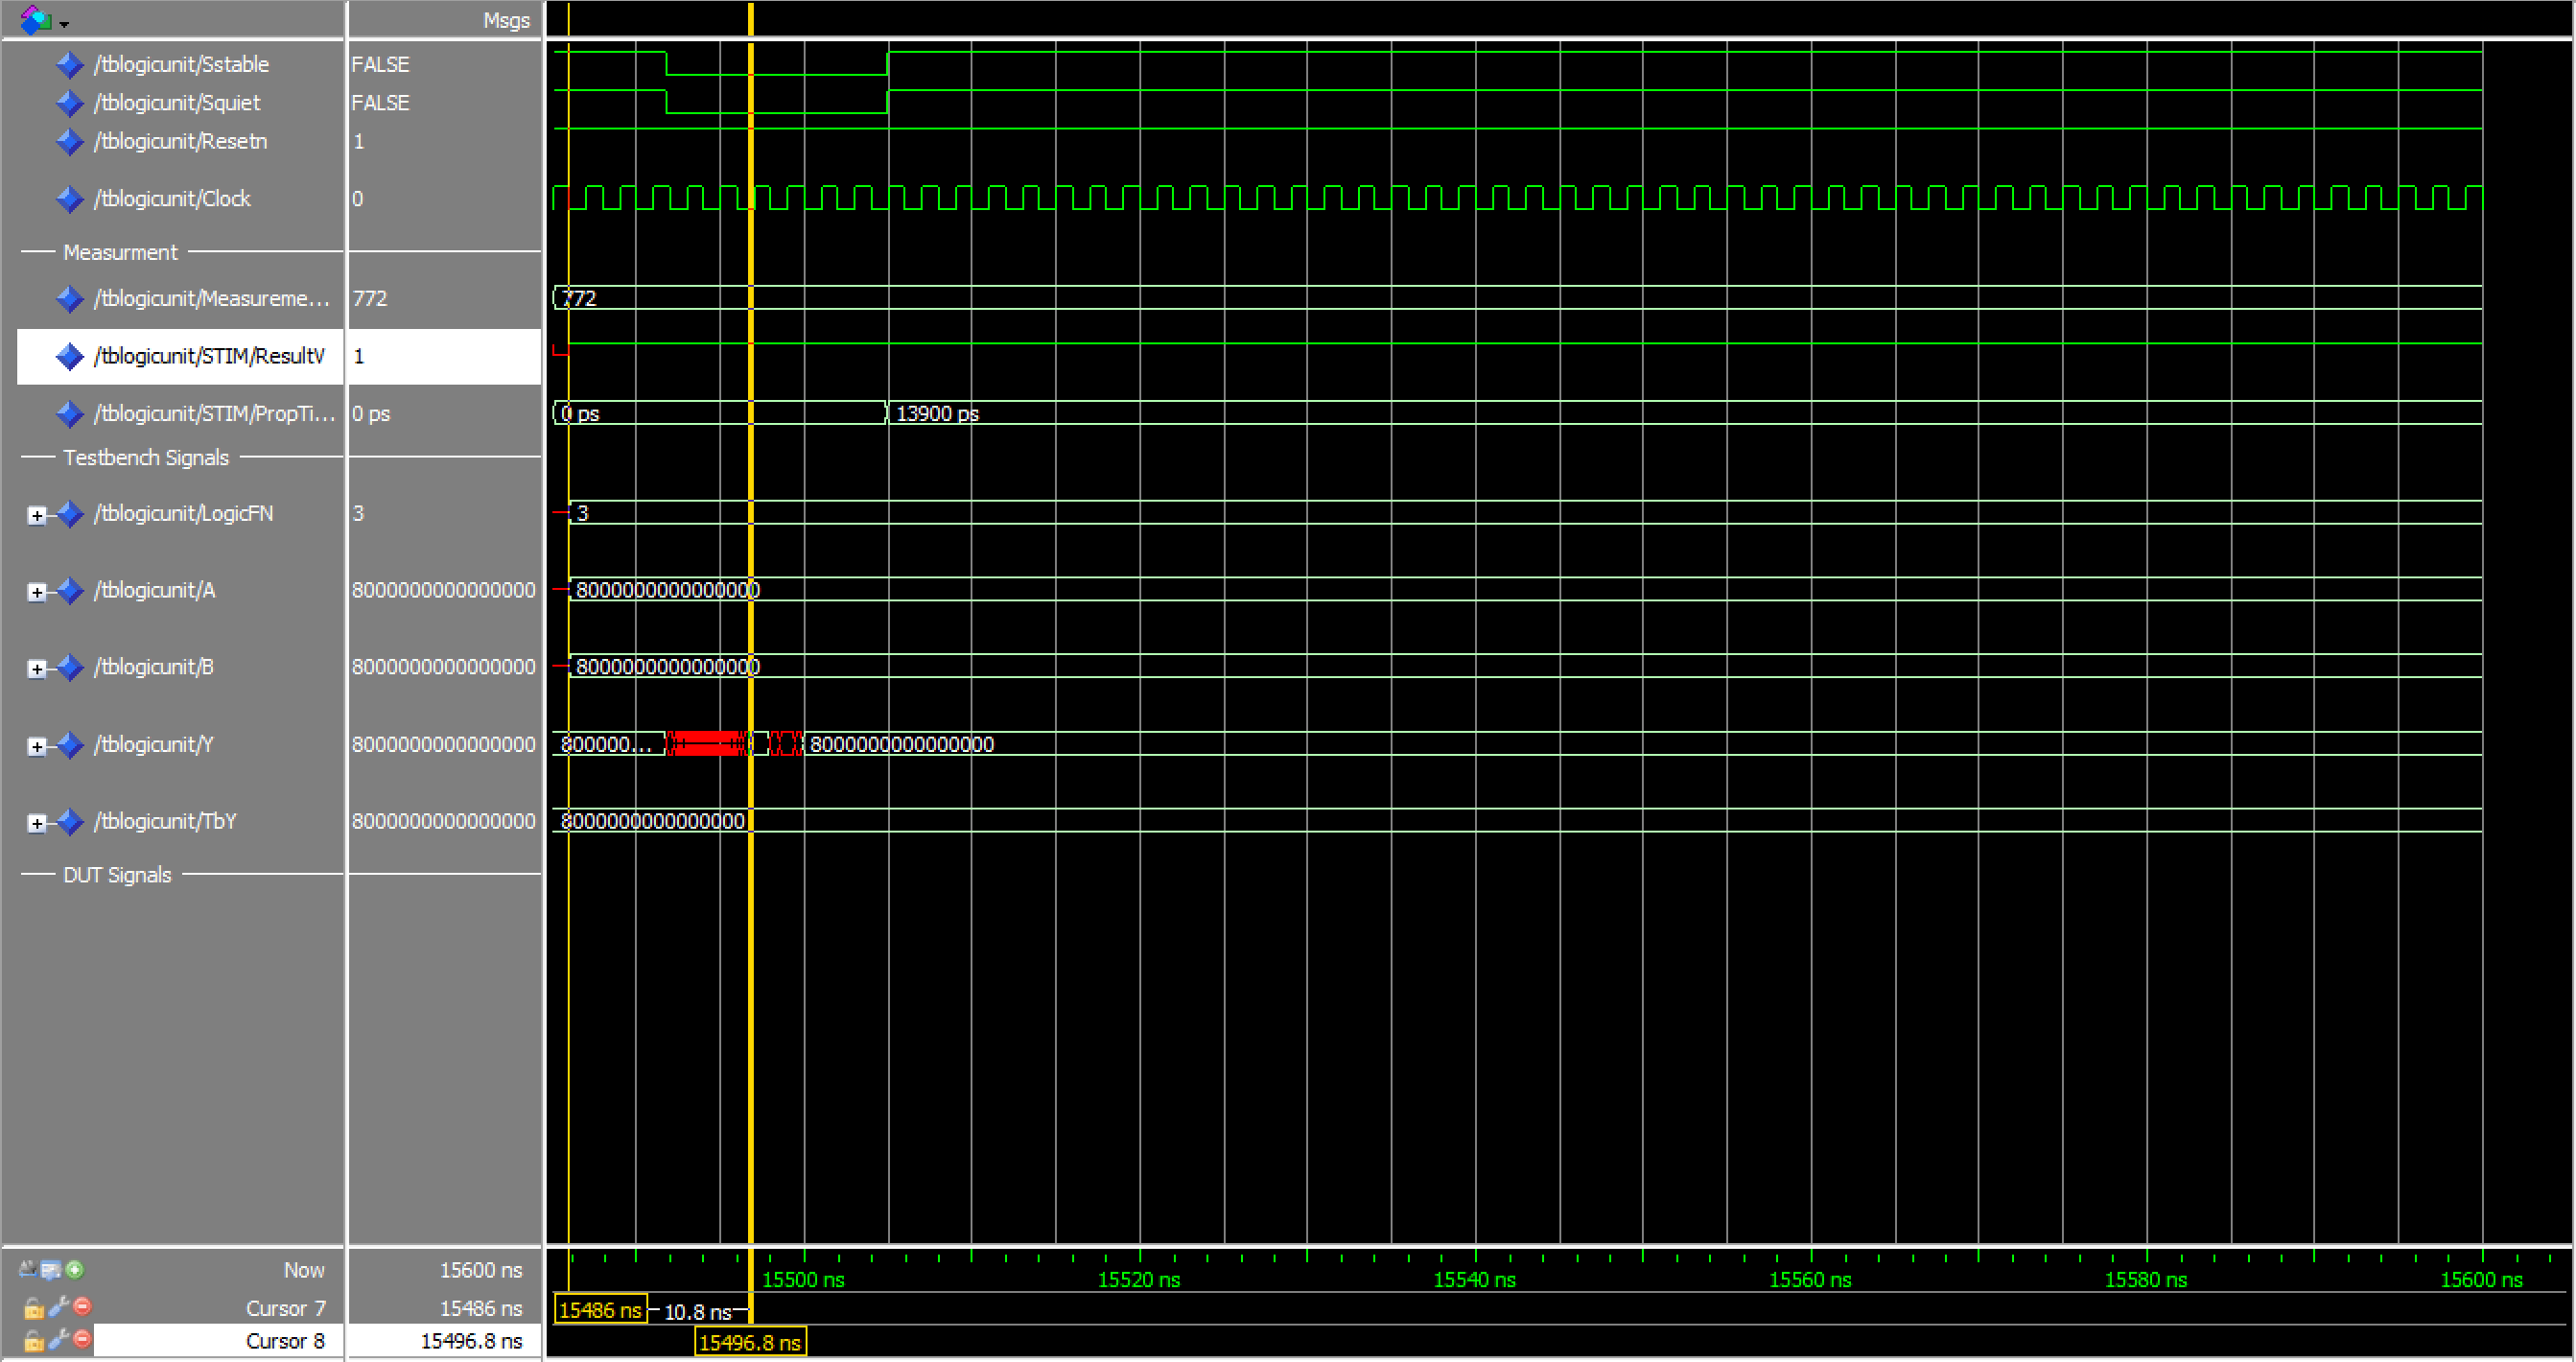 Msgs
/tblogicunit/Sstable FALSE
/tblogicunit/Squiet FALSE
/tblogicunit/Resetn 1
/tblogicunit/Clock 0
Measurment
/tblogicunit/Measureme... 772 772
/tblogicunit/STIM/ResultV 1
/tblogicunit/STIM/PropTi... 0 ps 0 ps 13900 ps
Testbench Signals
/tblogicunit/LogicFN 3 3
/tblogicunit/A 8000000000000000 8000000000000000
/tblogicunit/B 8000000000000000 8000000000000000
/tblogicunit/Y 8000000000000000 800000... 8000000000000000
/tblogicunit/TbY 8000000000000000 8000000000000000
DUT Signals
Now 15600 ns 15500 ns 15520 ns 15540 ns 15560 ns 15580 ns 15600 ns
Cursor 7 15486 ns 15486 ns 10.8 ns
Cursor 8 15496.8 ns 15496.8 ns